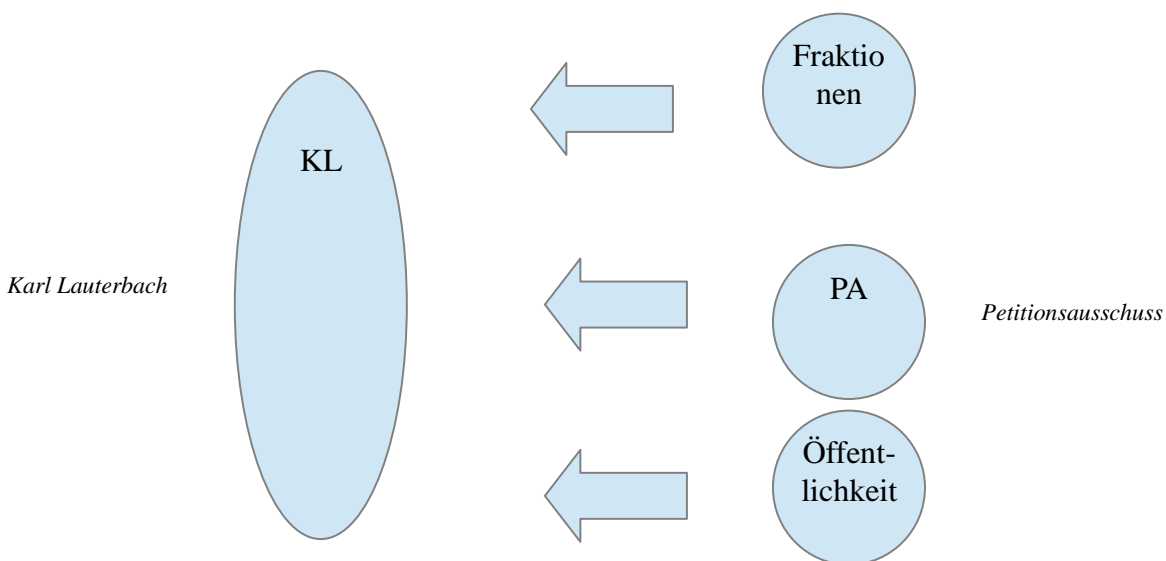 Fraktio
nen
KL
Karl Lauterbach
PA
Petitionsausschuss
Öffent-
lichkeit